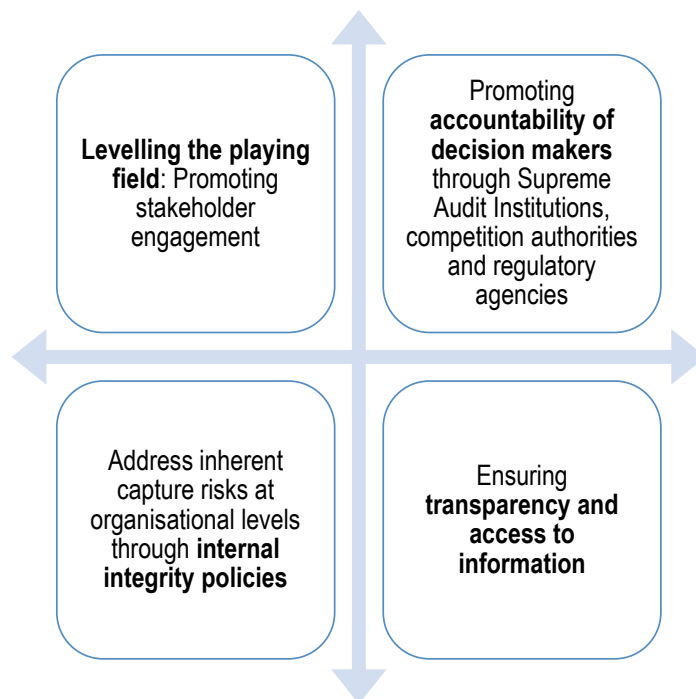 Levelling the playing
field: Promoting
stakeholder
engagement
Promoting
accountability of
decision makers
through Supreme
Audit Institutions,
competition authorities
and regulatory
agencies
Address inherent
capture risks at
organisational levels
through internal
integrity policies
Ensuring
transparency and
access to
information